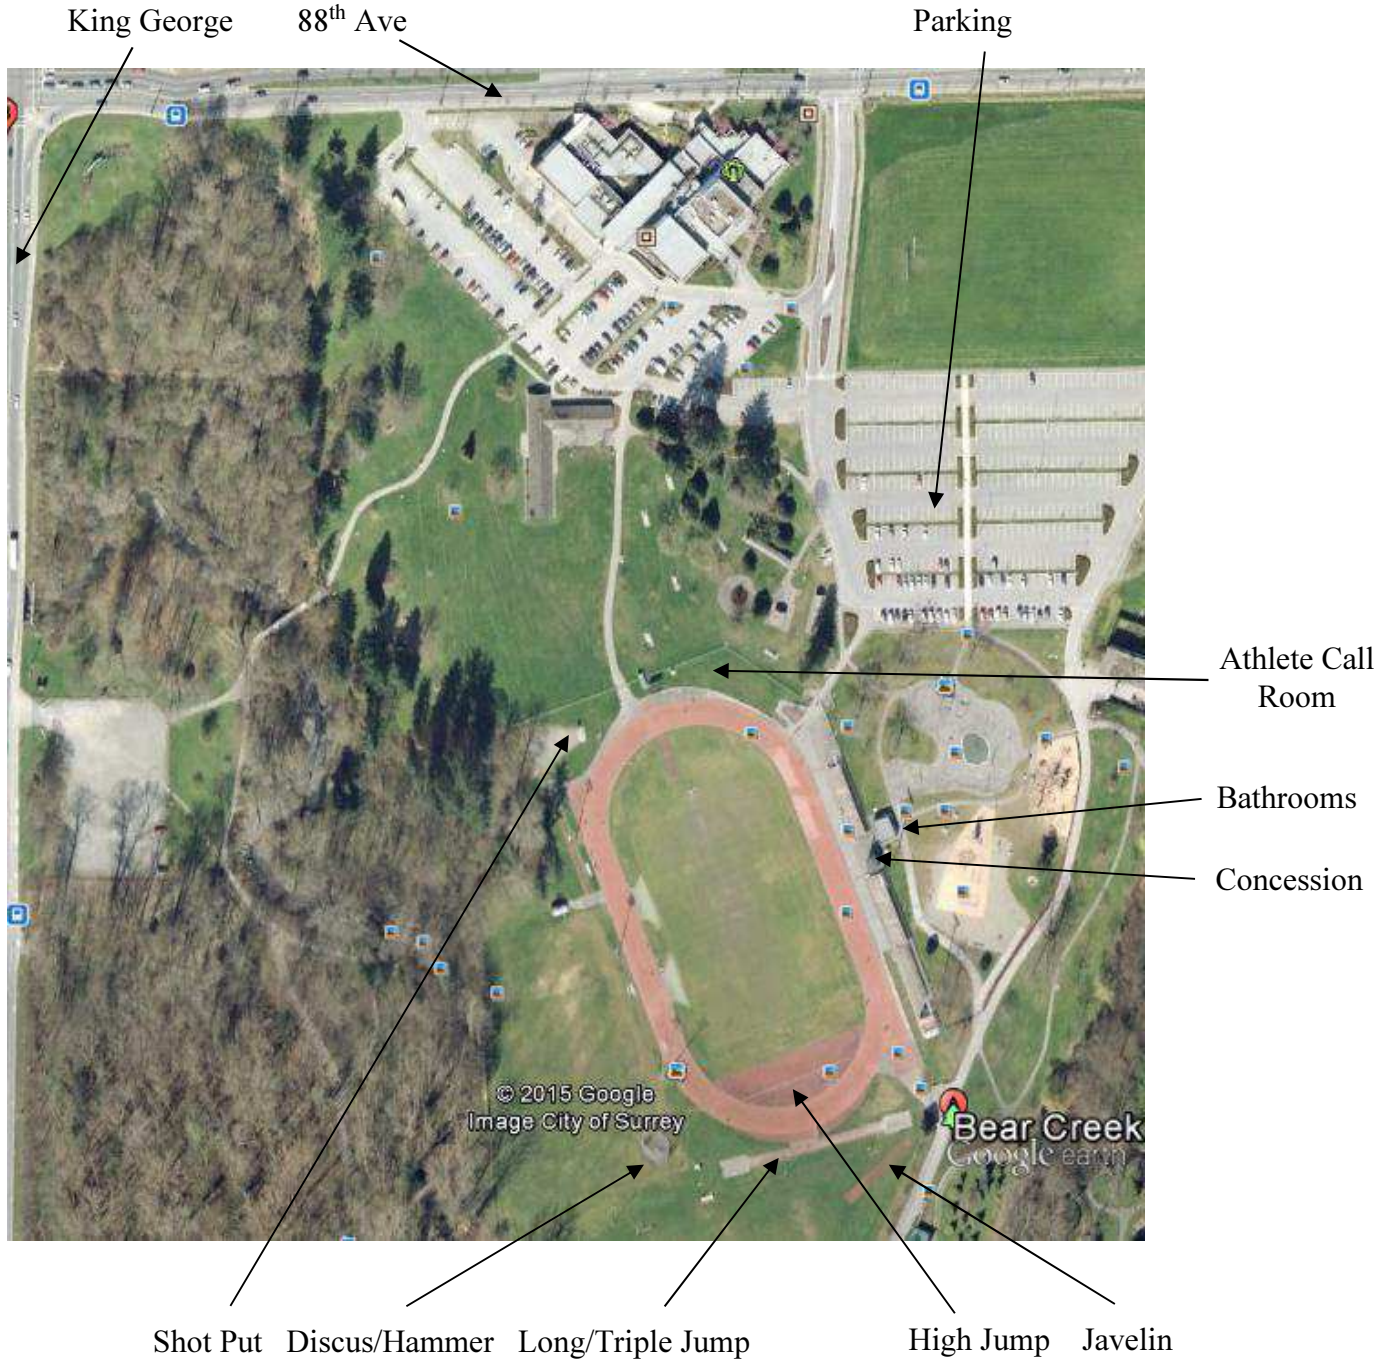 King George
88th Ave
Parking
Athlete Call
Room
Bathrooms
Concession
© 2015 Google
Image City of Surrey
Bear Creek
Google earth
Shot Put
Discus/Hammer
Long/Triple Jump
High Jump
Javelin